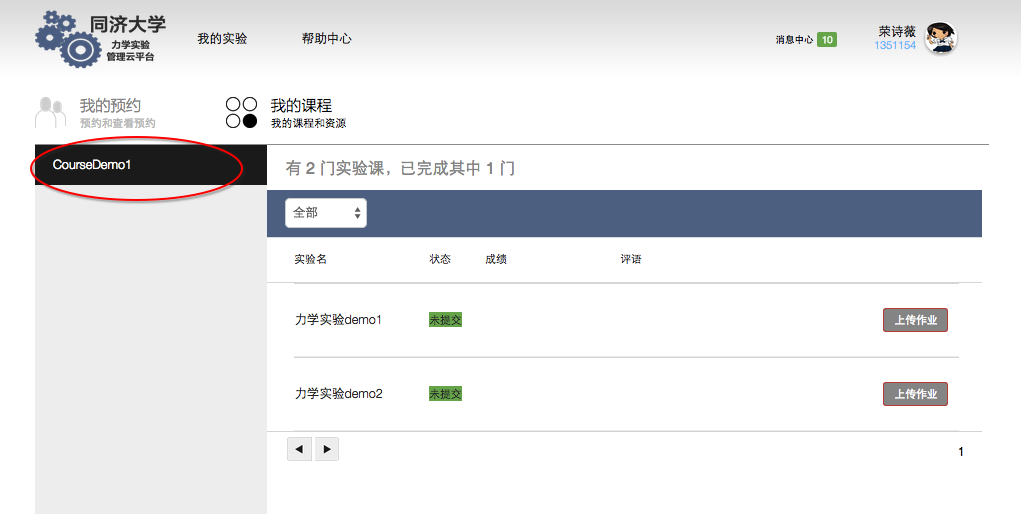 同济大学
力学实验
管理云平台
我的实验
帮助中心
消息中心 10
荣诗薇
1351154
我的预约
预约和查看预约
我的课程
我的课程和资源
CourseDemo1
有 2 门实验课，已完成其中 1 门
全部
实验名 状态 成绩 评语
力学实验demo1 未提交 上传作业
力学实验demo2 未提交 上传作业
1